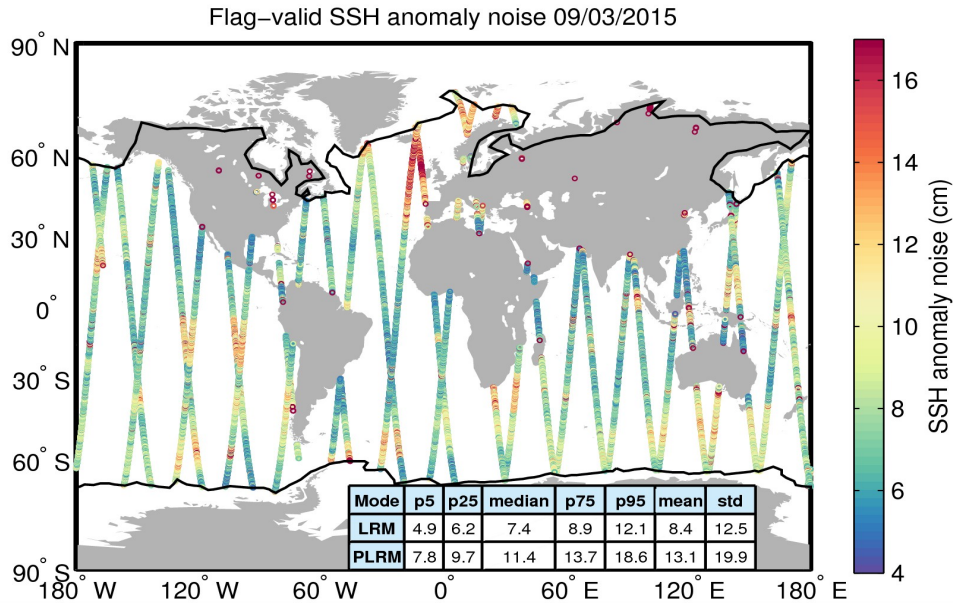 Flag−valid SSH anomaly noise 09/03/2015
90° N
60° N
30° N
0°
30° S
60° S
90° S
180° W
120° W
60° W
0°
60° E
120° E
180° E
Mode p5 p25 median p75 p95 mean std
LRM 4.9 6.2 7.4 8.9 12.1 8.4 12.5
PLRM 7.8 9.7 11.4 13.7 18.6 13.1 19.9
16
14
12
10
8
6
4
SSH anomaly noise (cm)